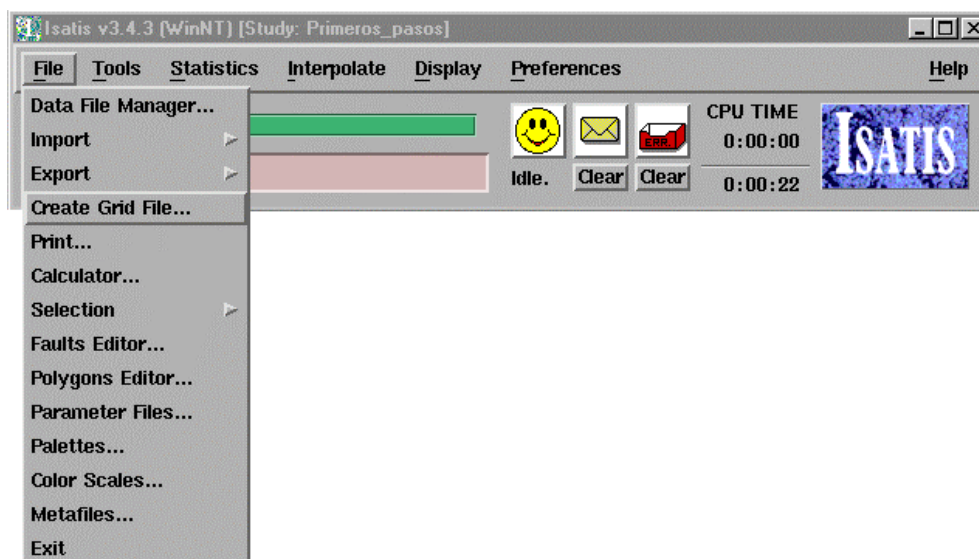 Isatis v3.4.3 (WinNT) [Study: Primeros_pasos]
File Tools Statistics Interpolate Display Preferences Help
Data File Manager...
Import
Export
Create Grid File...
Print...
Calculator...
Selection
Faults Editor...
Polygons Editor...
Parameter Files...
Palettes...
Color Scales...
Metafiles...
Exit
ERR.
Idle. Clear Clear
CPU TIME
0:00:00
0:00:22
ISATIS